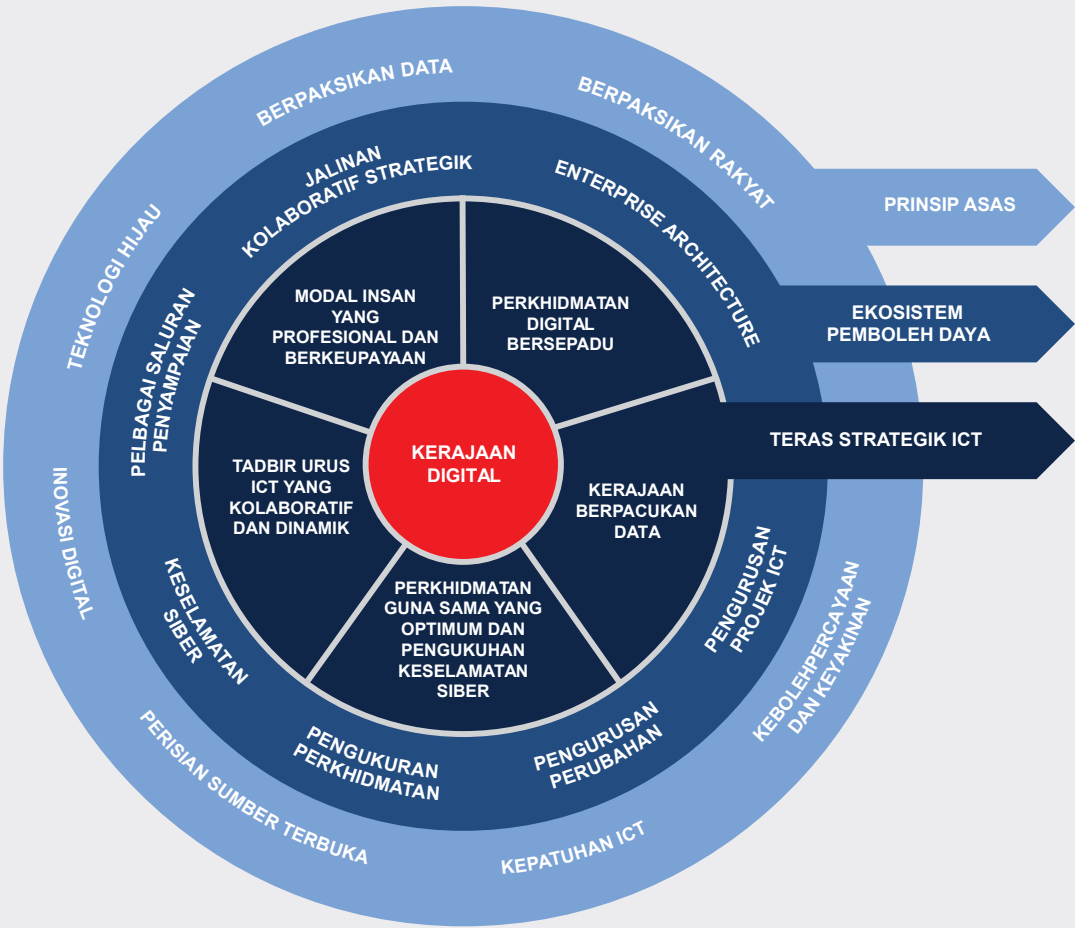 BERPAKSIKAN DATA
BERPAKSIKAN RAKYAT
KEBOLEHPERCAYAAN
DAN KEYAKINAN
KEPATUHAN ICT
PERISIAN SUMBER TERBUKA
INOVASI DIGITAL
TEKNOLOGI HIJAU
JALINAN
KOLABORATIF STRATEGIK
ENTERPRISE ARCHITECTURE
PENGURUSAN
PROJEK ICT
PENGURUSAN
PERUBAHAN
PENGUKURAN
PERKHIDMATAN
KESELAMATAN
SIBER
PELBAGAI SALURAN
PENYAMPAIAN
MODAL INSAN
YANG
PROFESIONAL DAN
BERKEUPAYAAN
PERKHIDMATAN
DIGITAL
BERSEPADU
KERAJAAN
BERPACUKAN
DATA
PERKHIDMATAN
GUNA SAMA YANG
OPTIMUM DAN
PENGUKUHAN
KESELAMATAN
SIBER
TADBIR URUS
ICT YANG
KOLABORATIF
DAN DINAMIK
KERAJAAN
DIGITAL
PRINSIP ASAS
EKOSISTEM
PEMBOLEH DAYA
TERAS STRATEGIK ICT